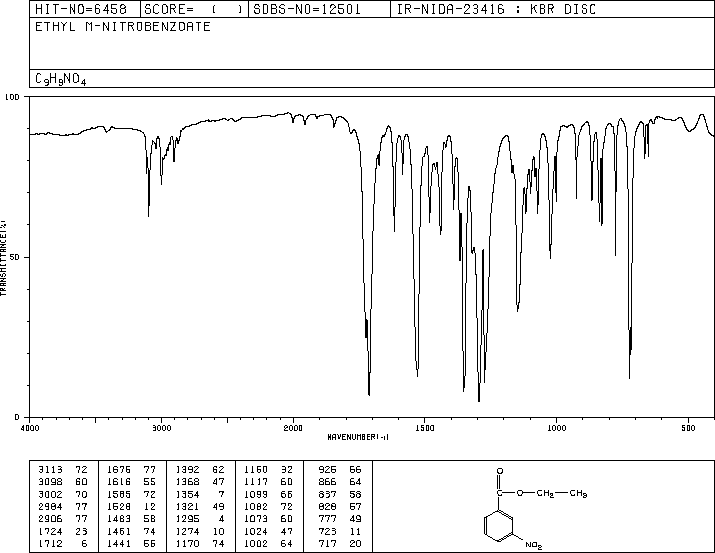 HIT-NO=6458 SCORE= ( ) SDBS-NO=12501 IR-NIDA-23416 : KBR DISC
ETHYL M-NITROBENZOATE
C9H9NO4
100
50
0
TRANSMITTANCE(%)
4000 3000 2000 1500 1000 500
WAVENUMBER(-1)
3113 72 1676 77 1392 62 1160 32 926 66
3098 60 1616 55 1368 47 1117 60 866 64
3002 70 1585 72 1354 7 1099 66 837 58
2984 77 1528 12 1321 49 1082 72 828 57
2906 77 1483 58 1295 4 1073 60 777 49
1724 23 1461 74 1274 10 1024 47 723 11
1712 6 1441 55 1170 74 1002 64 717 20
O
C—O—CH2—CH3
NO2